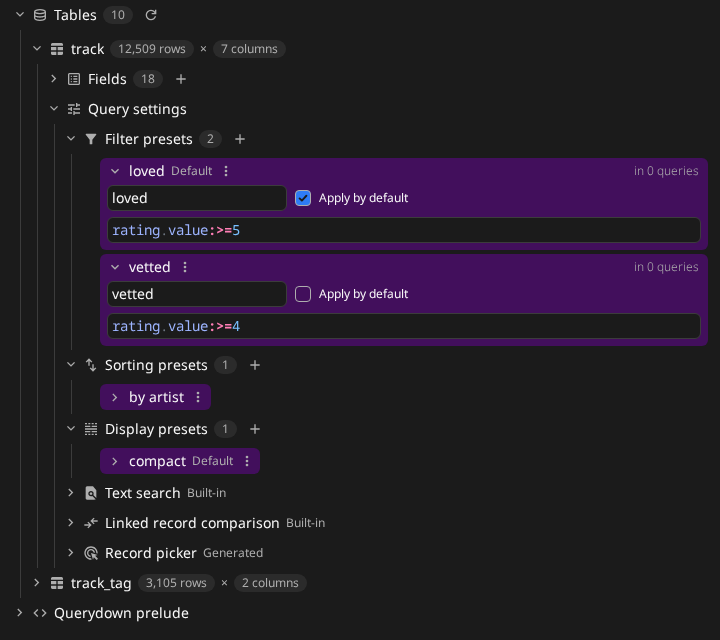 Tables 10
track 12,509 rows × 7 columns
Fields 18 +
Query settings
Filter presets 2 +
loved Default in 0 queries
loved Apply by default
rating.value:>=5
vetted in 0 queries
vetted Apply by default
rating.value:>=4
Sorting presets 1 +
by artist
Display presets 1 +
compact Default
Text search Built-in
Linked record comparison Built-in
Record picker Generated
track_tag 3,105 rows × 2 columns
Querydown prelude